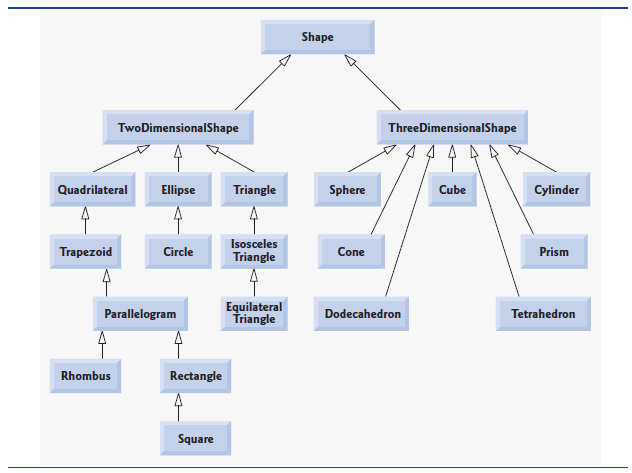 Shape
TwoDimensionalShape
ThreeDimensionalShape
Quadrilateral
Ellipse
Triangle
Sphere
Cube
Cylinder
Trapezoid
Circle
Isosceles
Triangle
Cone
Prism
Parallelogram
Equilateral
Triangle
Dodecahedron
Tetrahedron
Rhombus
Rectangle
Square